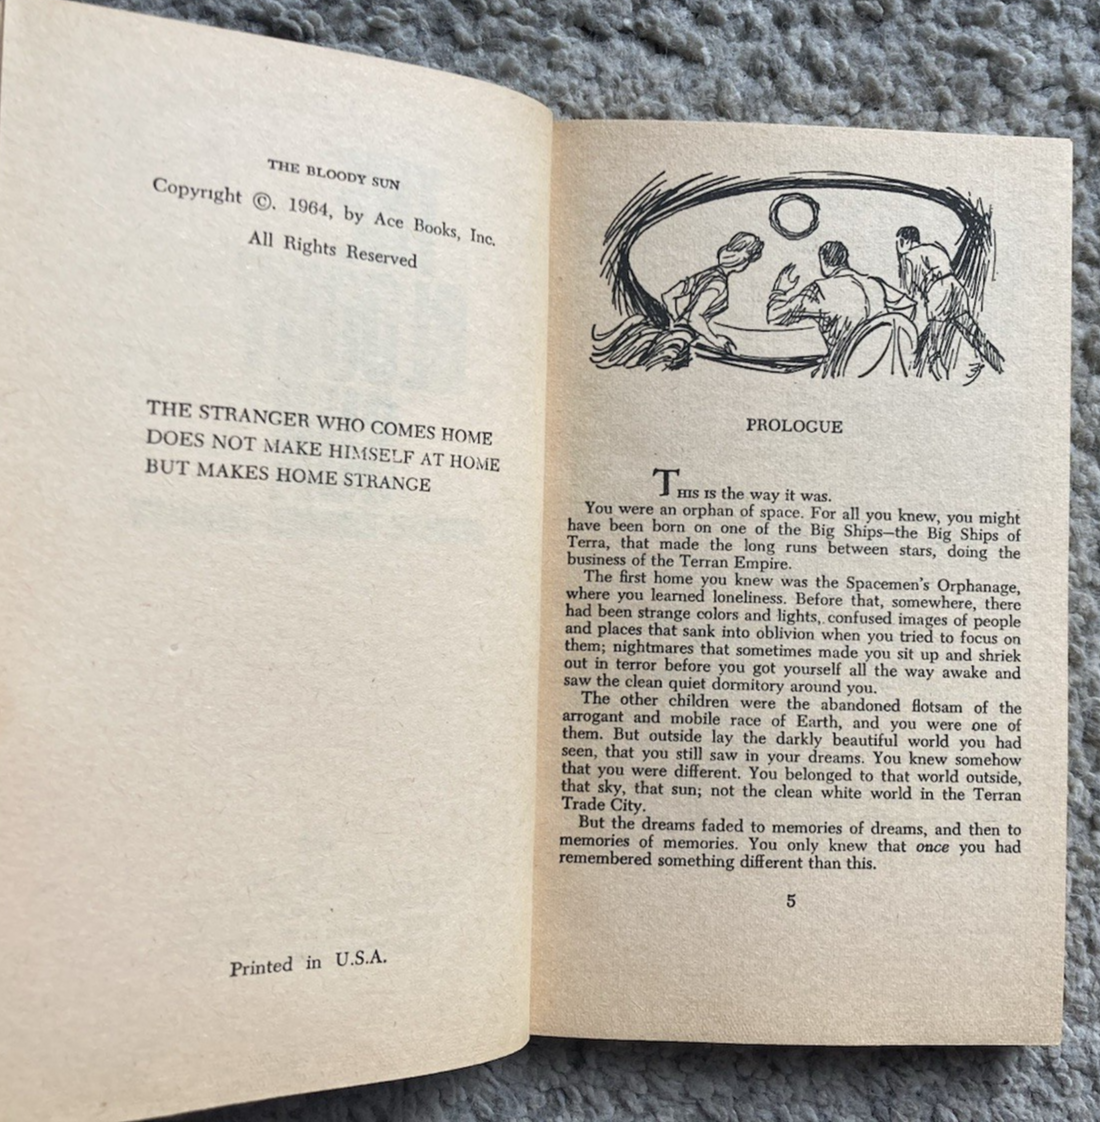 THE BLOODY SUN
Copyright ©. 1964, by Ace Books, Inc.
All Rights Reserved
THE STRANGER WHO COMES HOME
DOES NOT MAKE HIMSELF AT HOME
BUT MAKES HOME STRANGE
Printed in U.S.A.
PROLOGUE
THIS IS the way it was.
You were an orphan of space. For all you knew, you might
have been born on one of the Big Ships—the Big Ships of
Terra, that made the long runs between stars, doing the
business of the Terran Empire.
The first home you knew was the Spacemen's Orphanage,
where you learned loneliness. Before that, somewhere, there
had been strange colors and lights, confused images of people
and places that sank into oblivion when you tried to focus on
them; nightmares that sometimes made you sit up and shriek
out in terror before you got yourself all the way awake and
saw the clean quiet dormitory around you.
The other children were the abandoned flotsam of the
arrogant and mobile race of Earth, and you were one of
them. But outside lay the darkly beautiful world you had
seen, that you still saw in your dreams. You knew somehow
that you were different. You belonged to that world outside,
that sky, that sun; not the clean white world in the Terran
Trade City.
But the dreams faded to memories of dreams, and then to
memories of memories. You only knew that once you had
remembered something different than this.
5